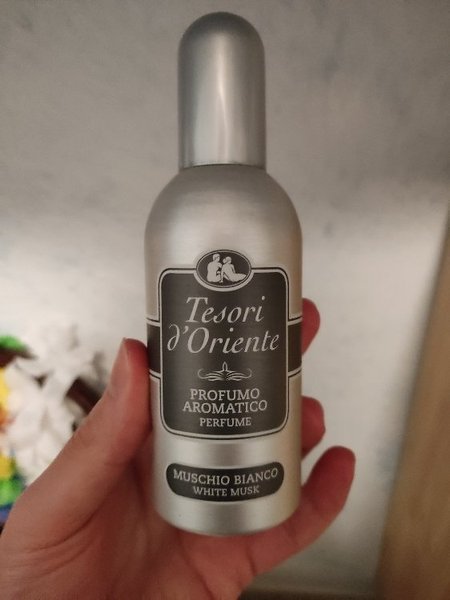 Tesori
d'Oriente
PROFUMO
AROMATICO
PERFUME
MUSCHIO BIANCO
WHITE MUSK